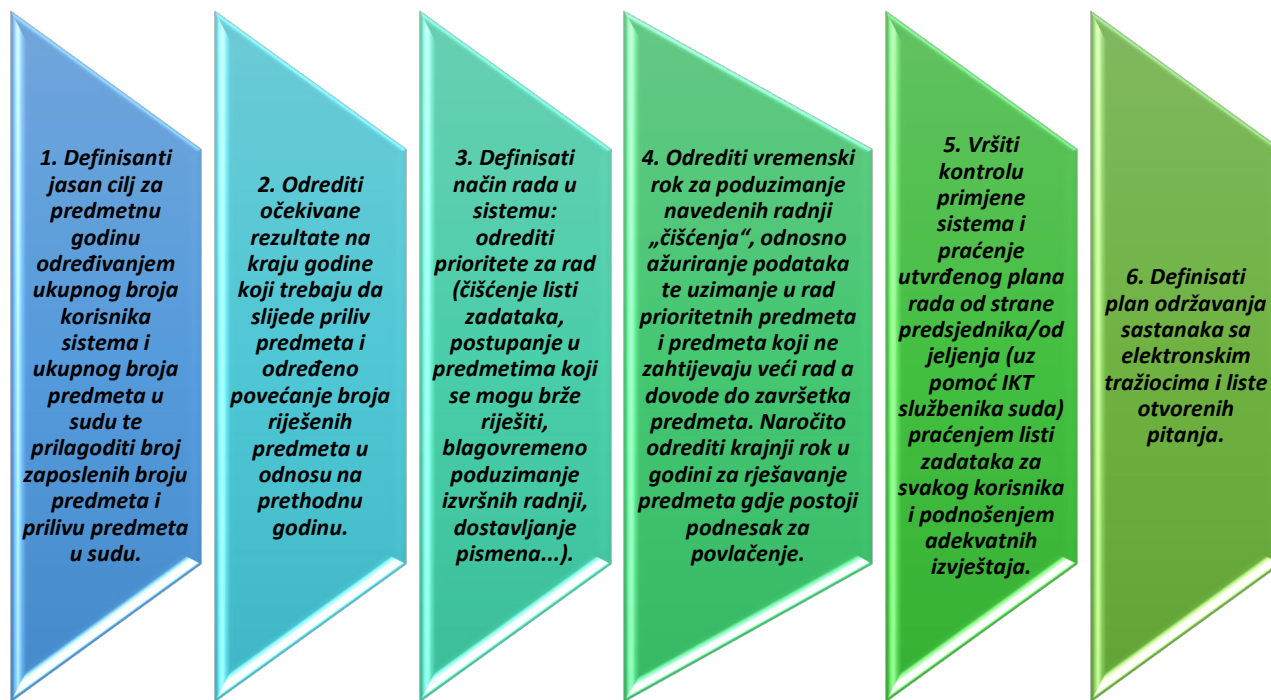 1. Definisanti
jasan cilj za
predmetnu
godinu
određivanjem
ukupnog broja
korisnika
sistema i
ukupnog broja
predmeta u
sudu te
prilagoditi broj
zaposlenih broju
predmeta i
prilivu predmeta
u sudu.
2. Odrediti
očekivane
rezultate na
kraju godine
koji trebaju da
slijede priliv
predmeta i
određeno
povećanje broja
riješenih
predmeta u
odnosu na
prethodnu
godinu.
3. Definisati
način rada u
sistemu:
odrediti
prioritete za rad
(čišćenje listi
zadataka,
postupanje u
predmetima koji
se mogu brže
riješiti,
blagovremeno
poduzimanje
izvršnih radnji,
dostavljanje
pismena...).
4. Odrediti vremenski
rok za poduzimanje
navedenih radnji
„čišćenja“, odnosno
ažuriranje podataka
te uzimanje u rad
prioritetnih predmeta
i predmeta koji ne
zahtijevaju veći rad a
dovode do završetka
predmeta. Naročito
odrediti krajnji rok u
godini za rješavanje
predmeta gdje postoji
podnesak za
povlačenje.
5. Vršiti
kontrolu
primjene
sistema i
praćenje
utvrđenog plana
rada od strane
predsjednika/od
jeljenja (uz
pomoć IKT
službenika suda)
praćenjem listi
zadataka za
svakog korisnika
i podnošenjem
adekvatnih
izvještaja.
6. Definisati
plan održavanja
sastanaka sa
elektronskim
tražiocima i liste
otvorenih
pitanja.